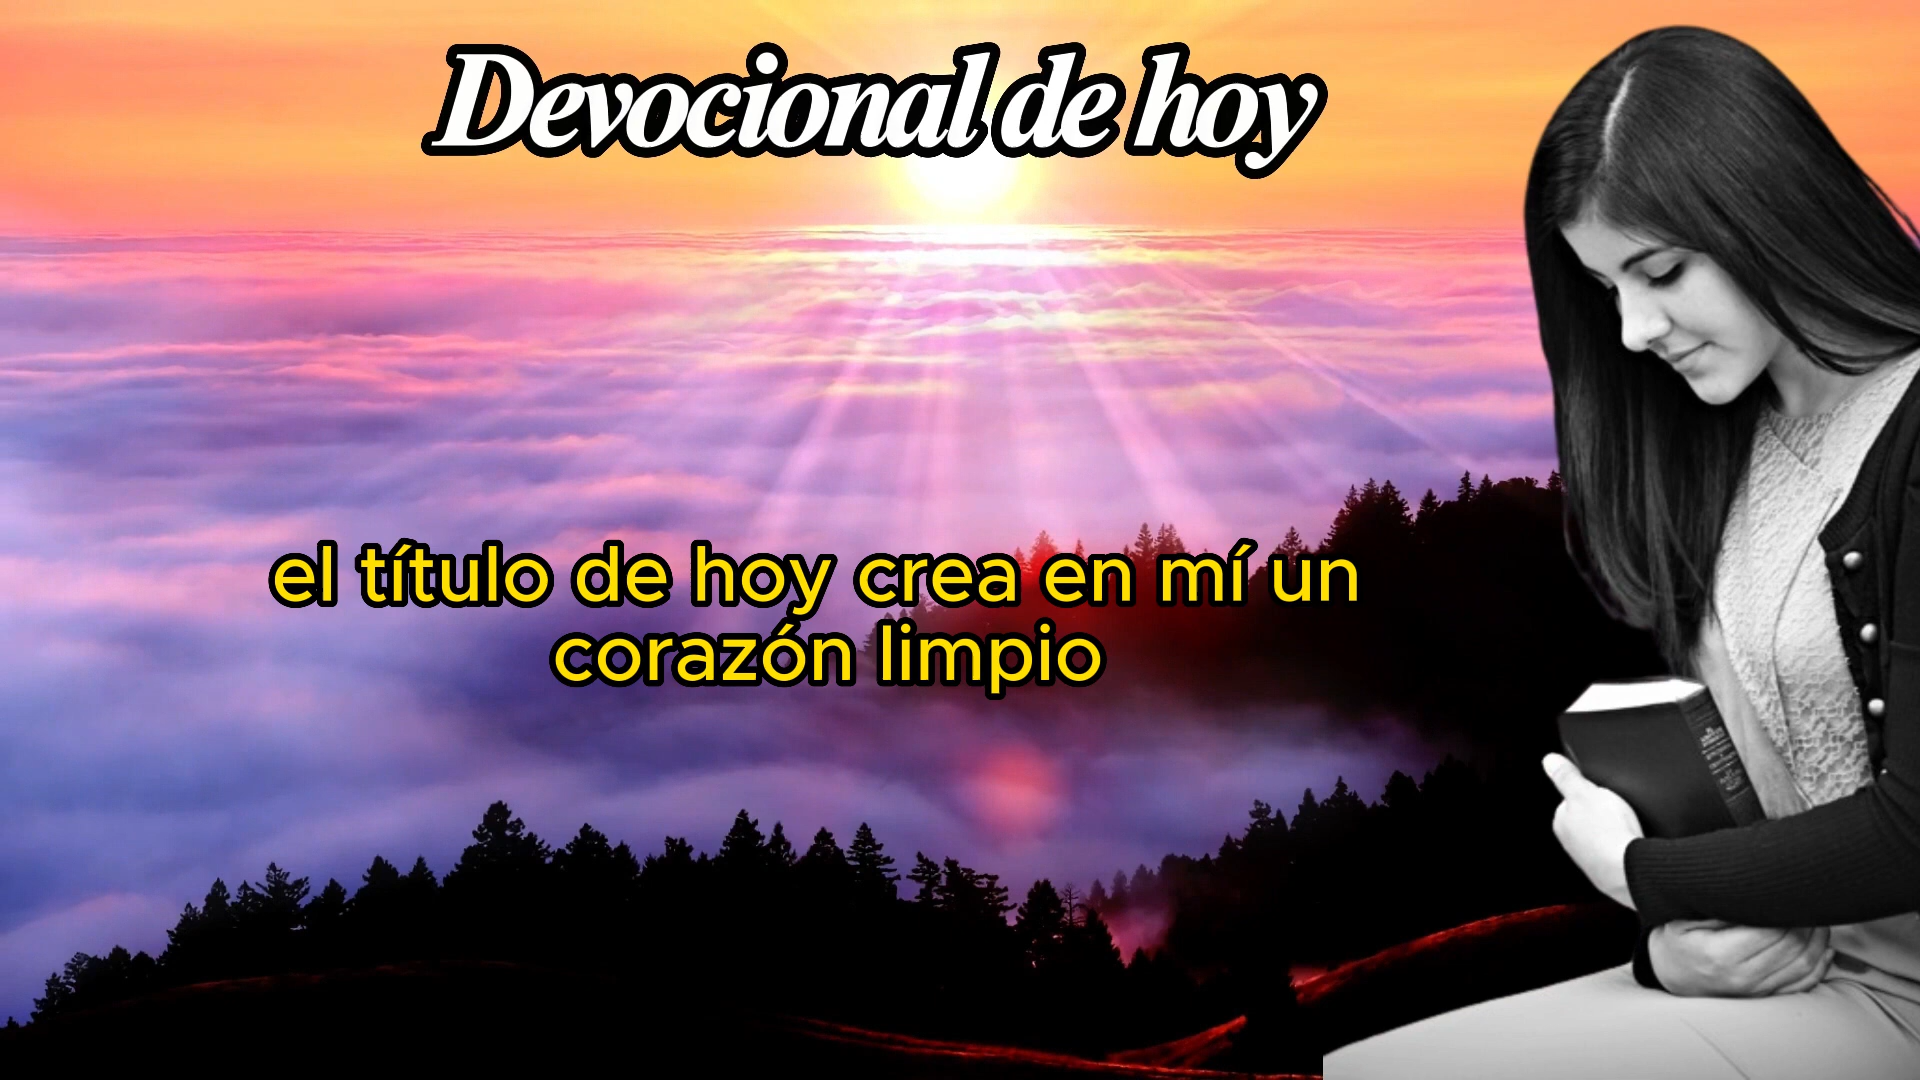 Devocional de hoy
el título de hoy crea en mí un
corazón limpio